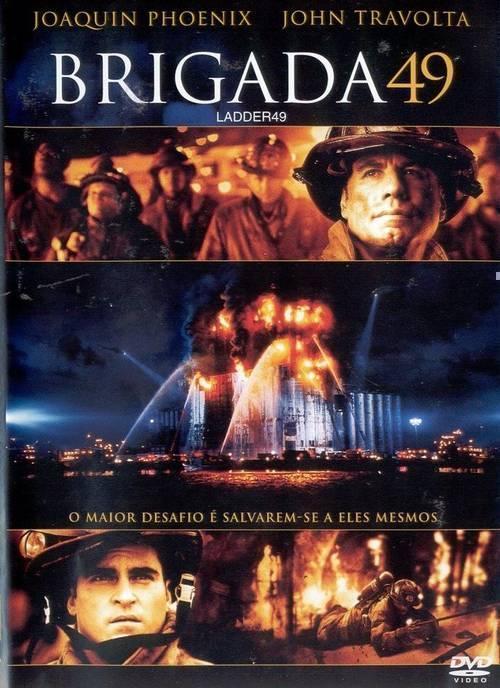 JOAQUIN PHOENIX JOHN TRAVOLTA
BRIGADA 49
LADDER49
O MAIOR DESAFIO É SALVAREM-SE A ELES MESMOS
DVD
VIDEO